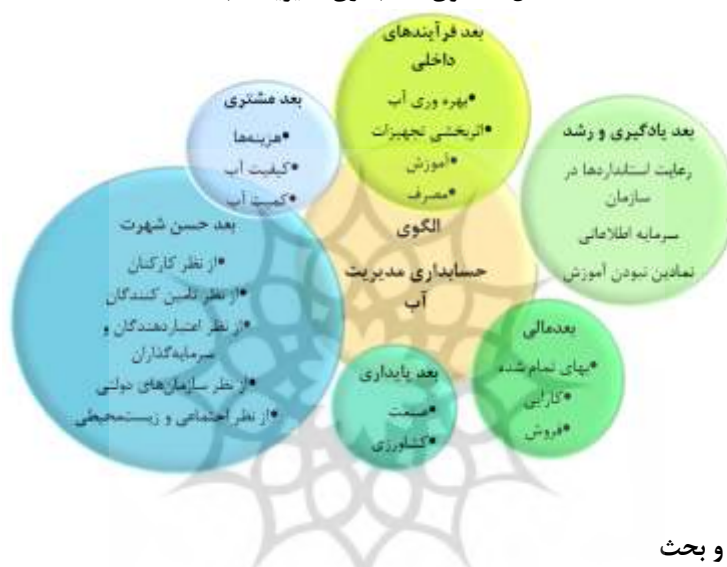 بعد فرآیندهای
داخلی
•بهره وری آب
•اثربخشی تجهیزات
•آموزش
•مصرف
بعد مشتری
•هزینه‌ها
•کیفیت آب
•کمیت آب
بعد یادگیری و رشد
رعایت استانداردها در
سازمان
سرمایه اطلاعاتی
نمادین نبودن آموزش
الگوی
حسابداری مدیریت
آب
بعد حسن شهرت
•از نظر کارکنان
•از نظر تامین کنندگان
•از نظر اعتباردهندگان و
سرمایه‌گذاران
•از نظر سازمان‌های دولتی
•از نظر اجتماعی و زیست‌محیطی
بعدمالی
•بهای تمام شده
•کارایی
•فروش
بعد پایداری
•صنعت
•کشاورزی
و بحث